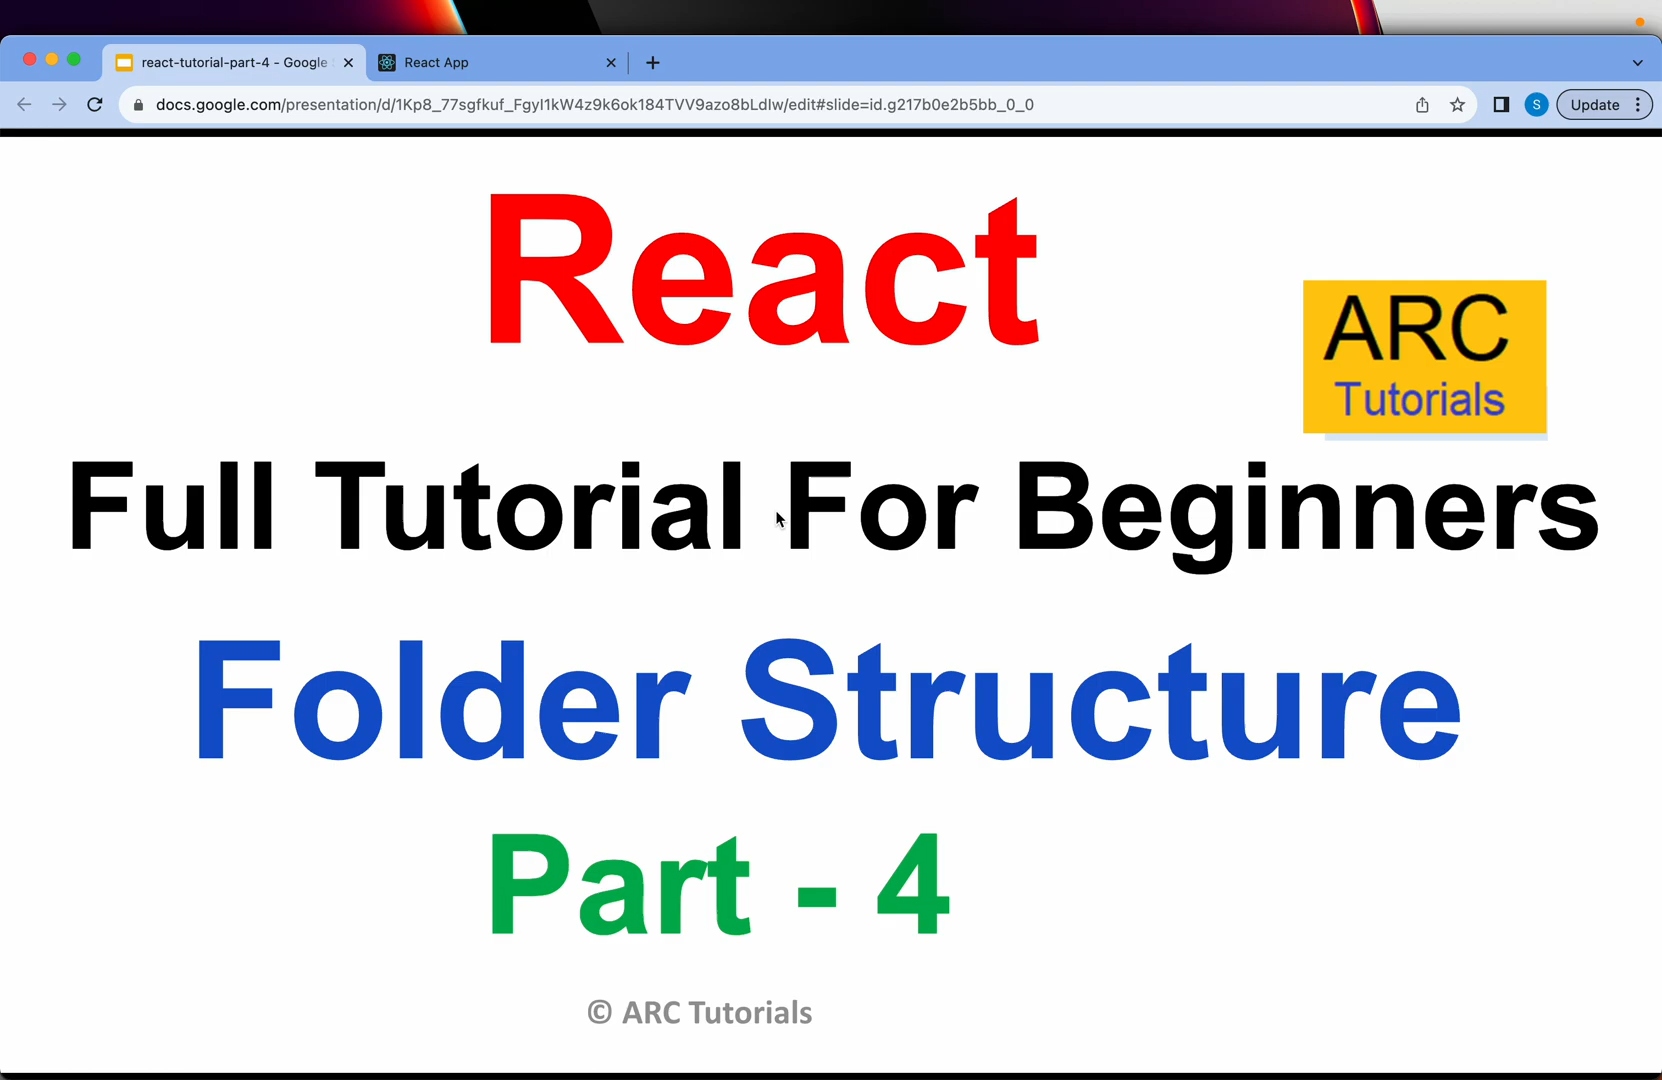 react-tutorial-part-4 - Google
React App
docs.google.com/presentation/d/1Kp8_77sgfkuf_FgyI1kW4z9k6ok184TVV9azo8bLdIw/edit#slide=id.g217b0e2b5bb_0_0
S
Update
React
ARC
Tutorials
Full Tutorial For Beginners
Folder Structure
Part - 4
© ARC Tutorials